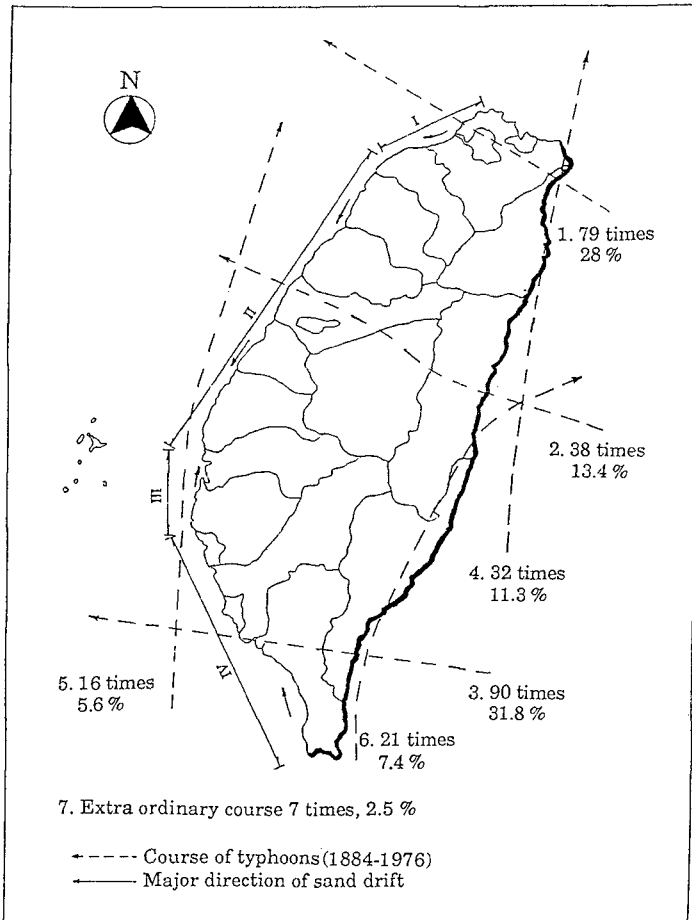 N
I
1. 79 times
28 %
II
2. 38 times
13.4 %
III
4. 32 times
11.3 %
IV
5. 16 times
5.6 %
3. 90 times
31.8 %
6. 21 times
7.4 %
7. Extra ordinary course 7 times, 2.5 %
Course of typhoons (1884-1976)
Major direction of sand drift